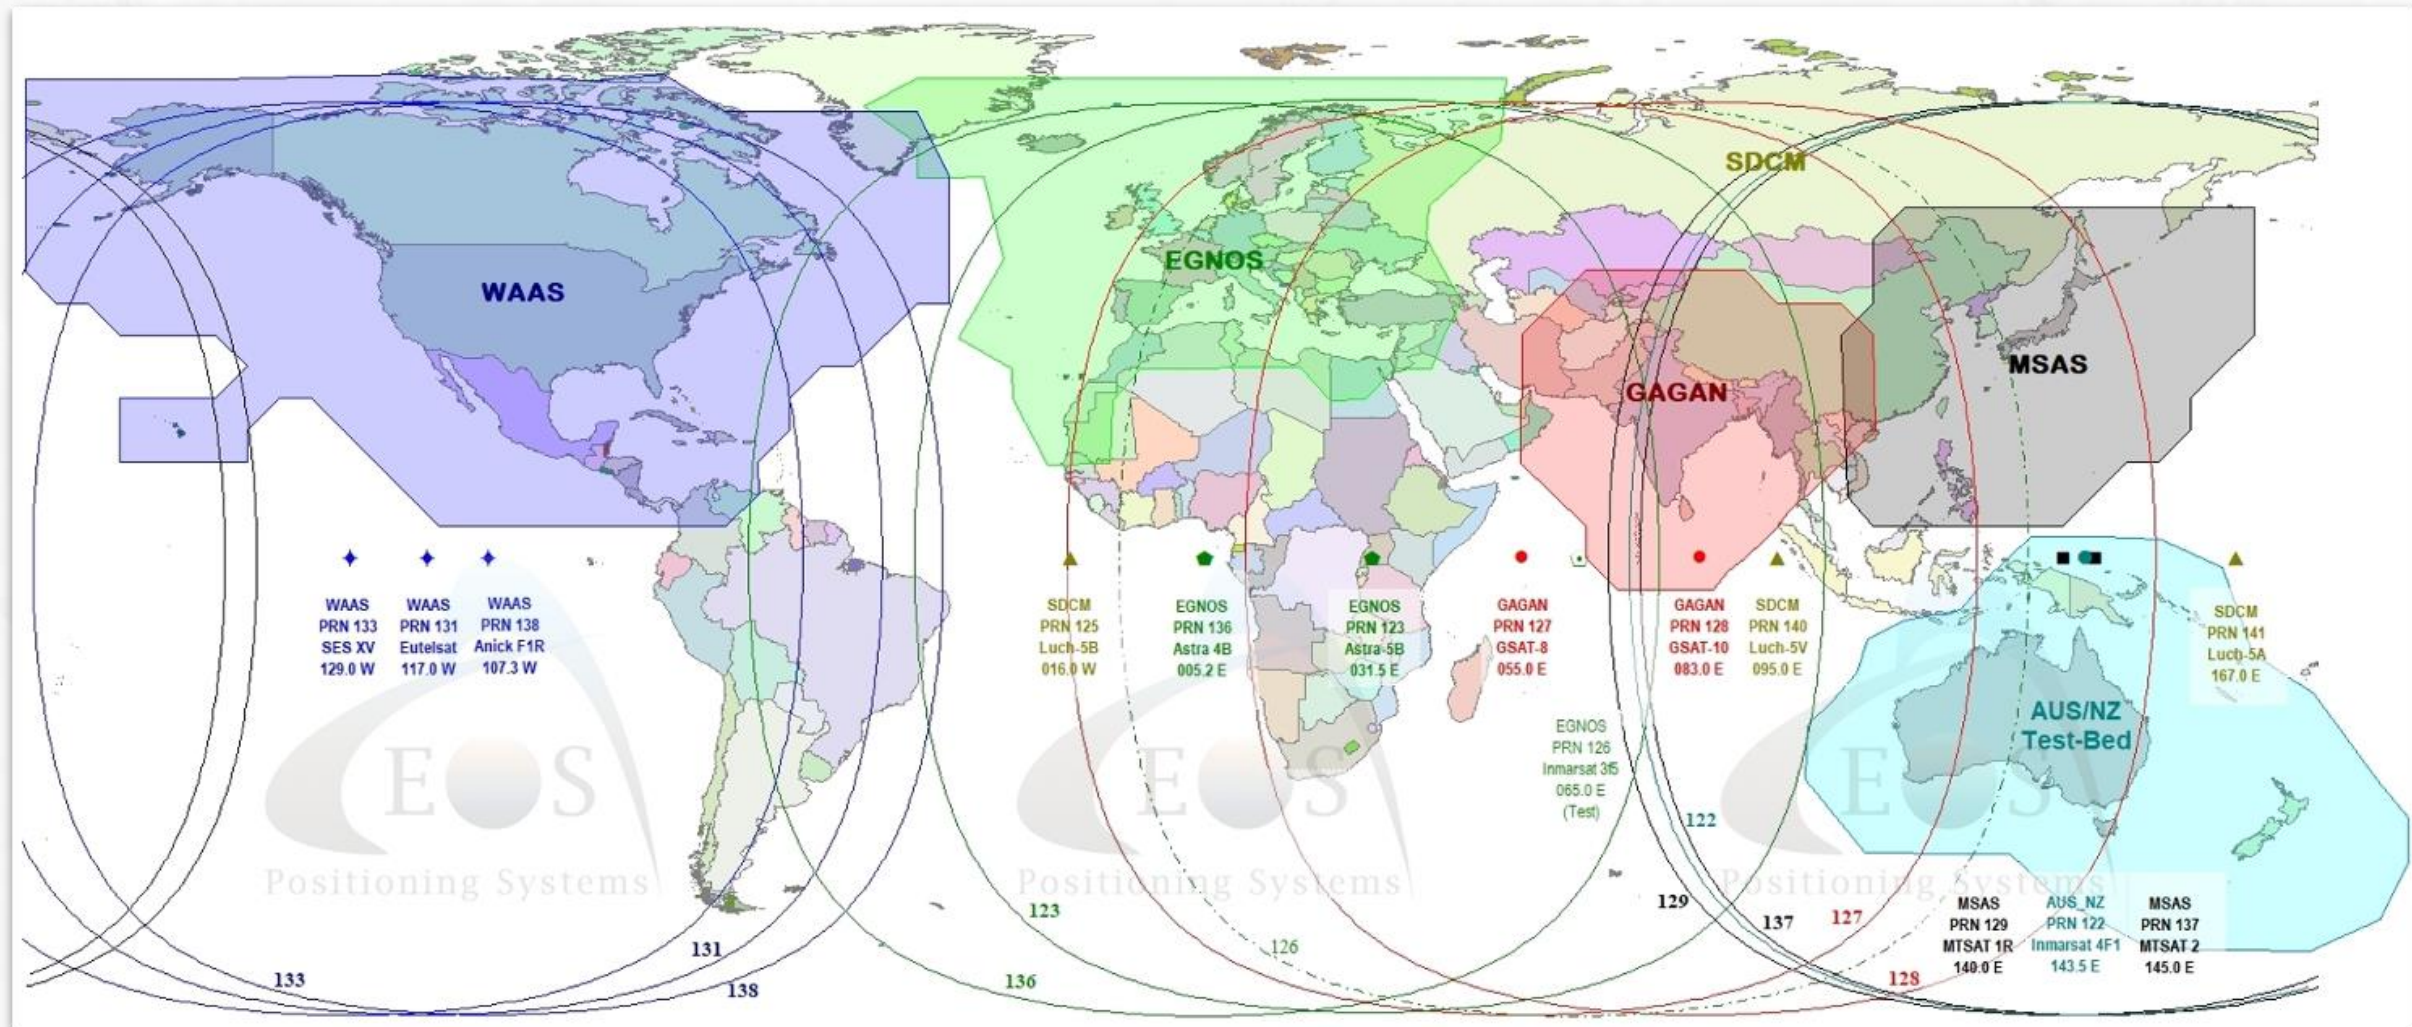 SDCM
EGNOS
WAAS
MSAS
GAGAN
WAAS
PRN 133
SES XV
129.0 W
WAAS
PRN 131
Eutelsat
117.0 W
WAAS
PRN 138
Anick F1R
107.3 W
SDCM
PRN 125
Luch-5B
016.0 W
EGNOS
PRN 136
Astra 4B
005.2 E
EGNOS
PRN 123
Astra-5B
031.5 E
GAGAN
PRN 127
GSAT-8
055.0 E
GAGAN
PRN 128
GSAT-10
083.0 E
SDCM
PRN 140
Luch-5V
095.0 E
SDCM
PRN 141
Luch-5A
167.0 E
AUS/NZ
Test-Bed
EGNOS
PRN 126
Inmarsat 3f5
065.0 E
(Test)
EOS
Positioning Systems
EOS
Positioning Systems
EOS
Positioning Systems
122
129
137
127
123
126
131
133
138
136
128
MSAS
PRN 129
MTSAT 1R
140.0 E
AUS_NZ
PRN 122
Inmarsat 4F1
143.5 E
MSAS
PRN 137
MTSAT 2
145.0 E